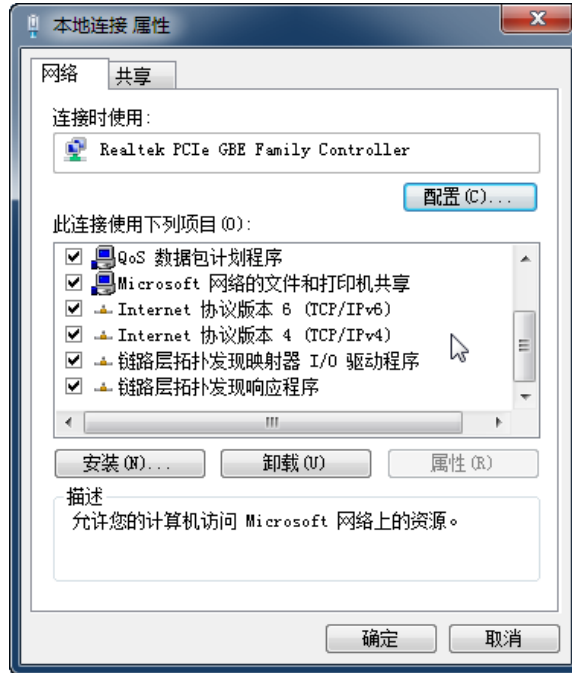 本地连接 属性
网络
共享
连接时使用:
Realtek PCIe GBE Family Controller
配置(C)...
此连接使用下列项目(O):
QoS 数据包计划程序
Microsoft 网络的文件和打印机共享
Internet 协议版本 6 (TCP/IPv6)
Internet 协议版本 4 (TCP/IPv4)
链路层拓扑发现映射器 I/O 驱动程序
链路层拓扑发现响应程序
安装(N)...
卸载(U)
属性(R)
描述
允许您的计算机访问 Microsoft 网络上的资源。
确定
取消